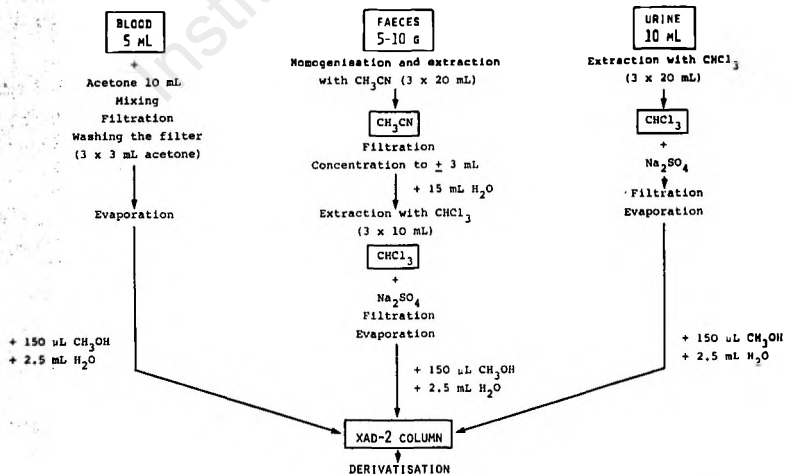 BLOOD
5 mL
+
Acetone 10 mL
Mixing
Filtration
Washing the filter
(3 x 3 mL acetone)
Evaporation
+ 150 uL CH3OH
+ 2.5 mL H2O
FAECES
5-10 G
Homogenisation and extraction
with CH3CN (3 x 20 mL)
CH3CN
Filtration
Concentration to ± 3 mL
+ 15 mL H2O
Extraction with CHCl3
(3 x 10 mL)
CHCl3
+
Na2SO4
Filtration
Evaporation
+ 150 uL CH3OH
+ 2.5 mL H2O
URINE
10 mL
Extraction with CHCl3
(3 x 20 mL)
CHCl3
+
Na2SO4
Filtration
Evaporation
+ 150 uL CH3OH
+ 2.5 mL H2O
XAD-2 COLUMN
DERIVATISATION